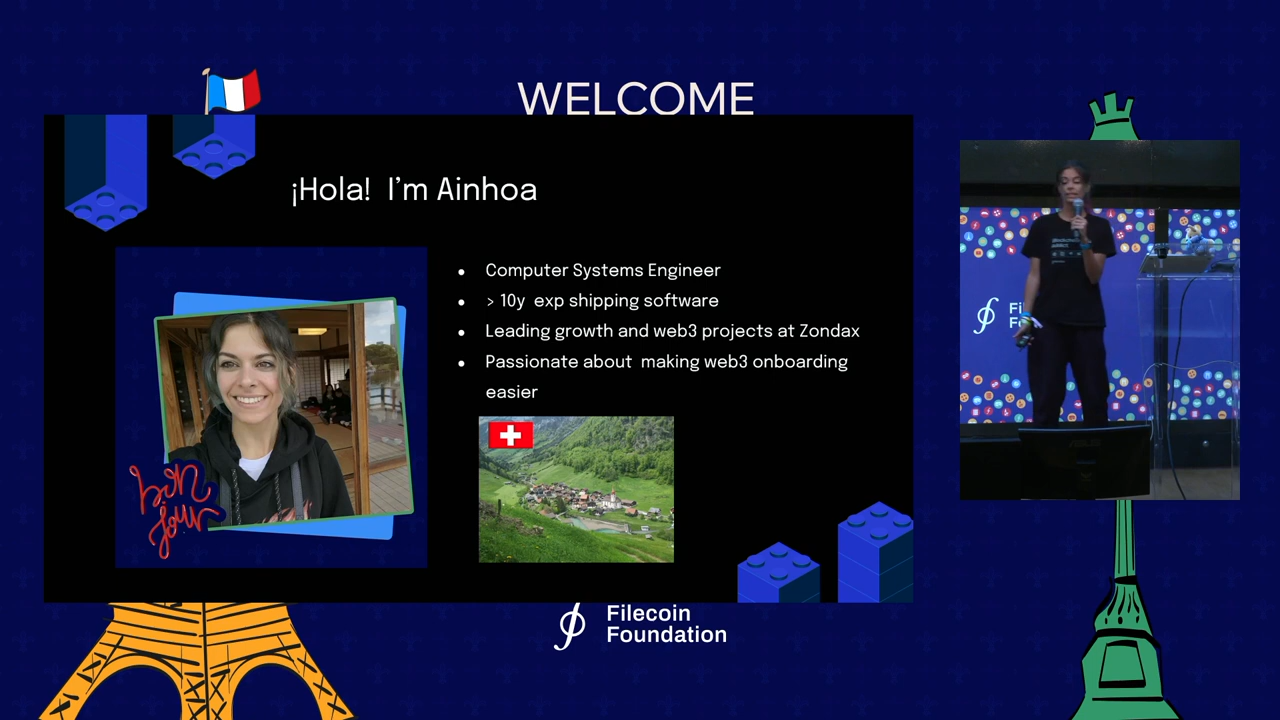 WELCOME
¡Hola! I'm Ainhoa
• Computer Systems Engineer
• > 10y exp shipping software
• Leading growth and web3 projects at Zondax
• Passionate about making web3 onboarding
easier
bon
jour
Filecoin
Foundation